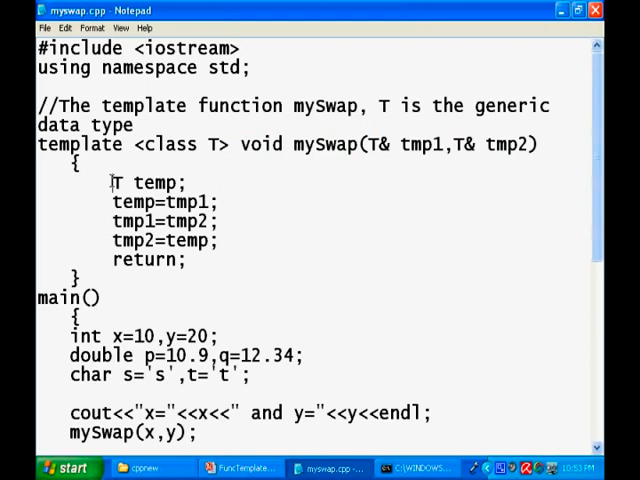 myswap.cpp - Notepad
File Edit Format View Help
#include <iostream>
using namespace std;
//The template function mySwap, T is the generic
data type
template <class T> void mySwap(T& tmp1,T& tmp2)
{
T temp;
temp=tmp1;
tmp1=tmp2;
tmp2=temp;
return;
}
main()
{
int x=10,y=20;
double p=10.9,q=12.34;
char s='s',t='t';
cout<<"x="<<x<<" and y="<<y<<endl;
mySwap(x,y);
start cppnew FuncTemplate... myswap.cpp -... C:\WINDOWS... 10:53 PM